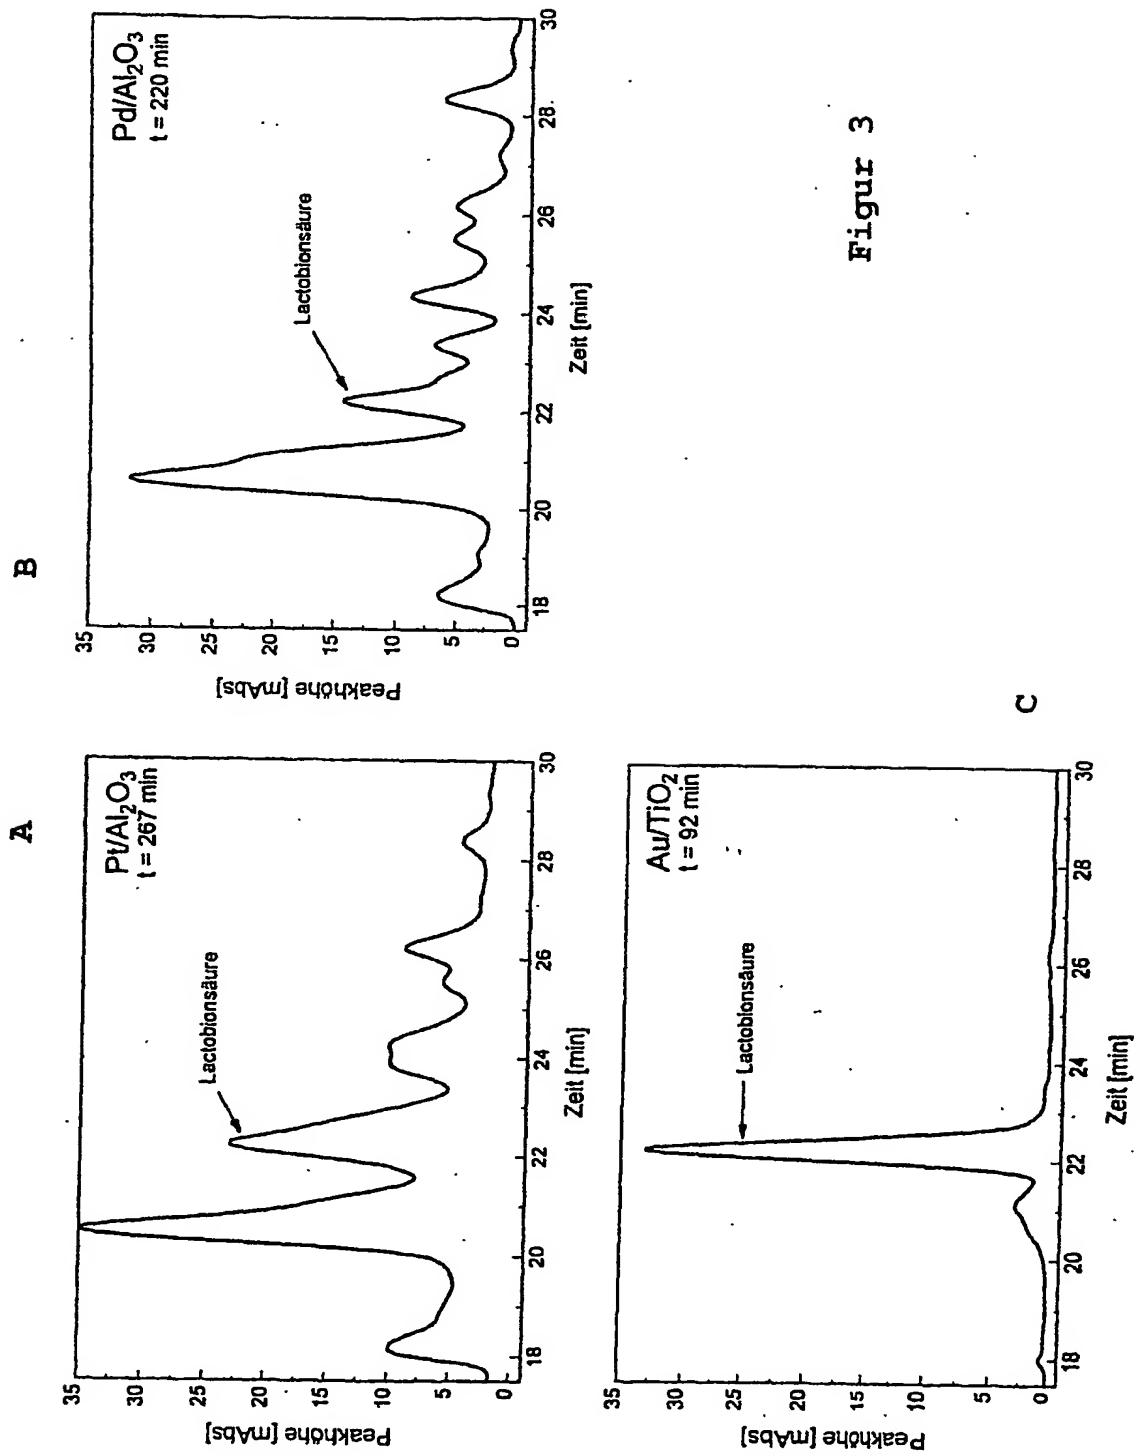 A
Pt/Al₂O₃
t = 267 min
Lactobionsäure
Peakhöhe [mAbs]
35
30
25
20
15
10
5
0
18
20
22
24
26
28
30
Zeit [min]
B
Pd/Al₂O₃
t = 220 min
Lactobionsäure
Peakhöhe [mAbs]
35
30
25
20
15
10
5
0
18
20
22
24
26
28.
30
Zeit [min]
C
Au/TiO₂
t = 92 min
Lactobionsäure
Peakhöhe [mAbs]
35
30
25
20
15
10
5
0
18
20
22
24
26
28
30
Zeit [min]
Figur 3